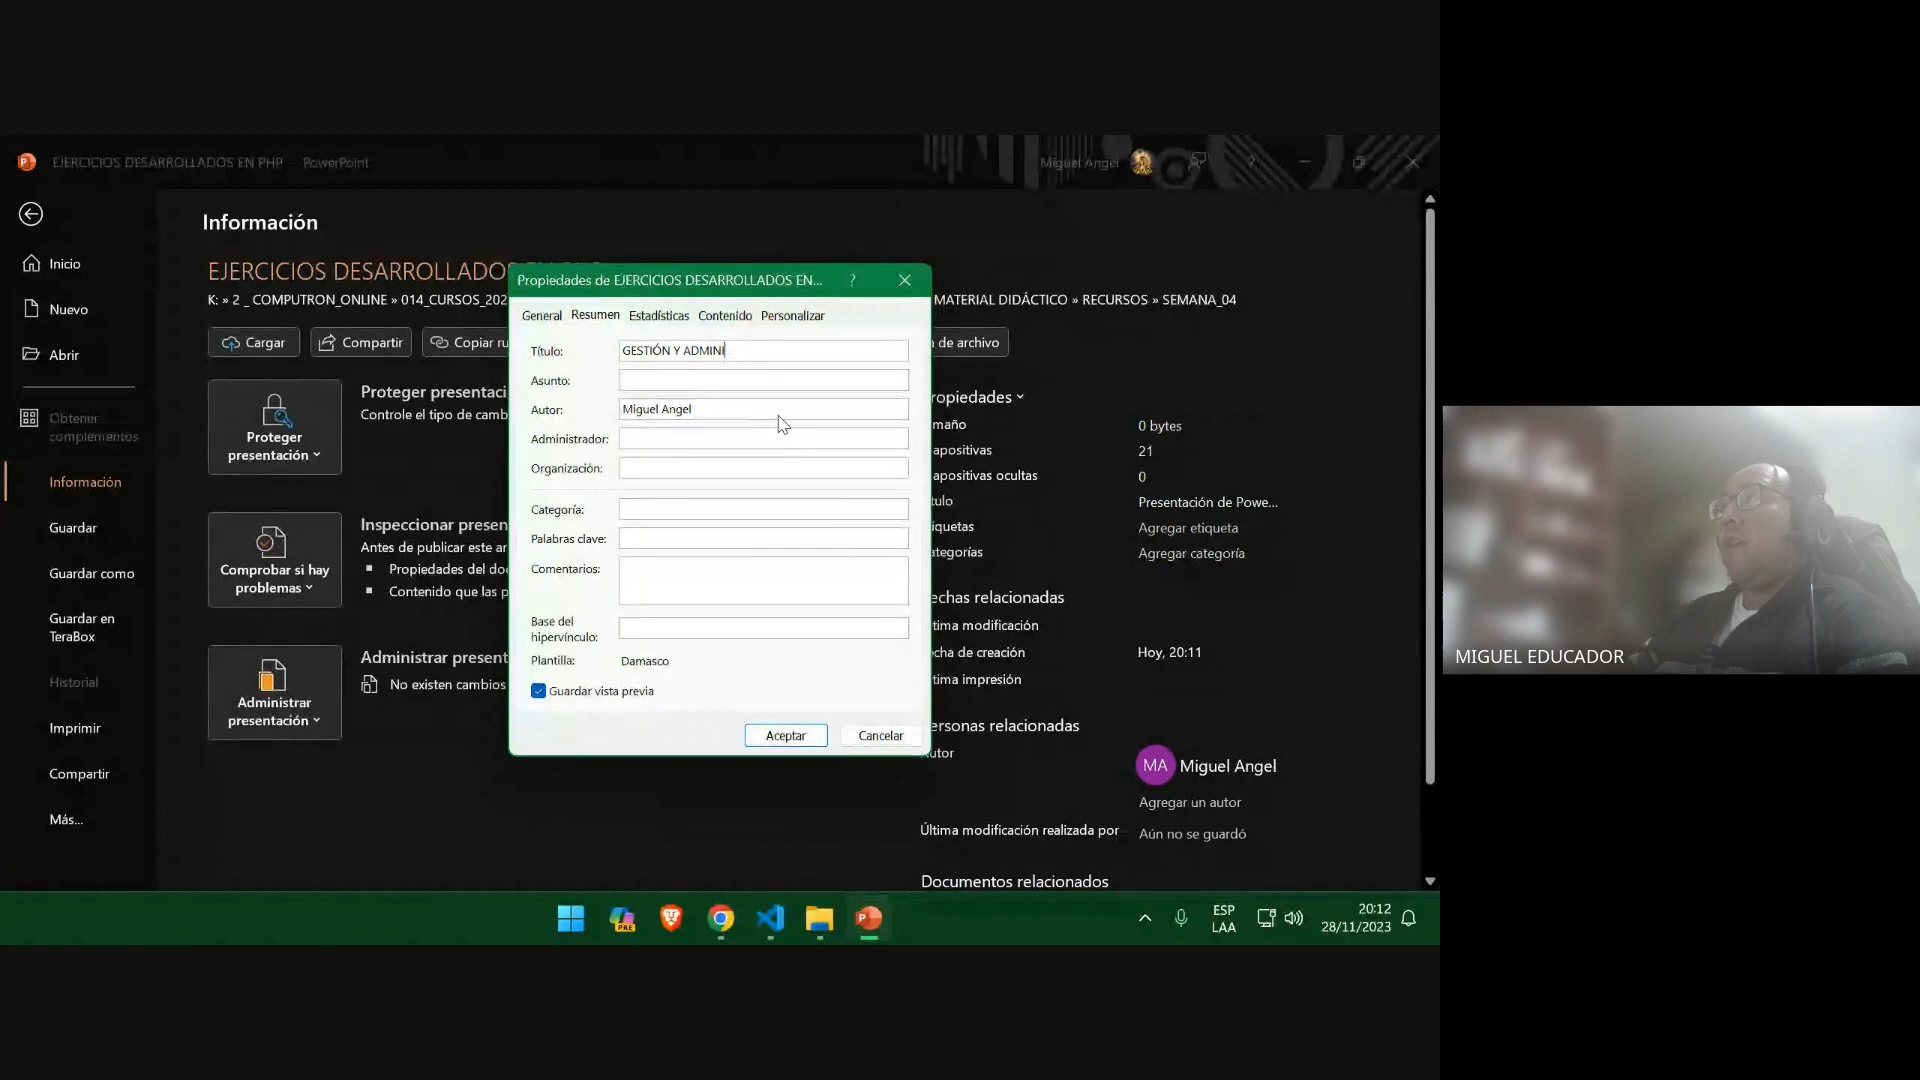 EJERCICIOS DESARROLLADOS EN PHP - PowerPoint
Miguel Angel
Información
EJERCICIOS DESARROLLADOS
K: » 2 _ COMPUTRON_ONLINE » 014_CURSOS_202
MATERIAL DIDÁCTICO » RECURSOS » SEMANA_04
Inicio
Nuevo
Abrir
Obtener complementos
Información
Guardar
Guardar como
Guardar en TeraBox
Historial
Imprimir
Compartir
Más...
Cargar
Compartir
Copiar ru
de archivo
Proteger presentación
Proteger presentaci
Controle el tipo de camb
Comprobar si hay problemas
Inspeccionar presen
Antes de publicar este ar
Propiedades del do
Contenido que las p
Administrar presentación
Administrar present
No existen cambios
Propiedades de EJERCICIOS DESARROLLADOS EN...
?
General
Resumen
Estadísticas
Contenido
Personalizar
Título: GESTIÓN Y ADMINI
Asunto:
Autor: Miguel Angel
Administrador:
Organización:
Categoría:
Palabras clave:
Comentarios:
Base del hipervínculo:
Plantilla: Damasco
Guardar vista previa
Aceptar
Cancelar
ropiedades
maño 0 bytes
apositivas 21
apositivas ocultas 0
tulo Presentación de Powe...
iquetas Agregar etiqueta
ategorías Agregar categoría
echas relacionadas
tima modificación
cha de creación Hoy, 20:11
tima impresión
ersonas relacionadas
utor
MA Miguel Angel
Agregar un autor
Última modificación realizada por Aún no se guardó
Documentos relacionados
PRE
ESP
LAA
20:12
28/11/2023
MIGUEL EDUCADOR